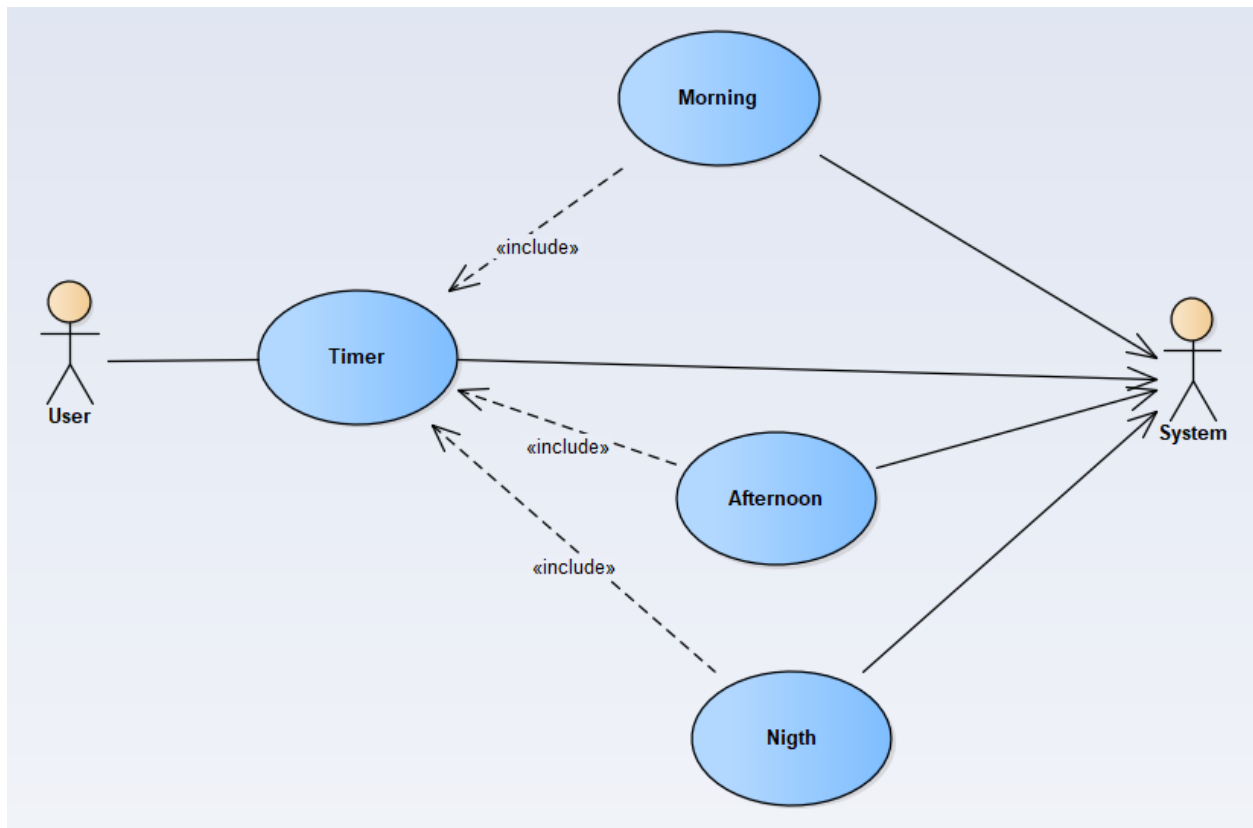 Morning
«include»
Timer
User
System
«include»
Afternoon
«include»
Nigth